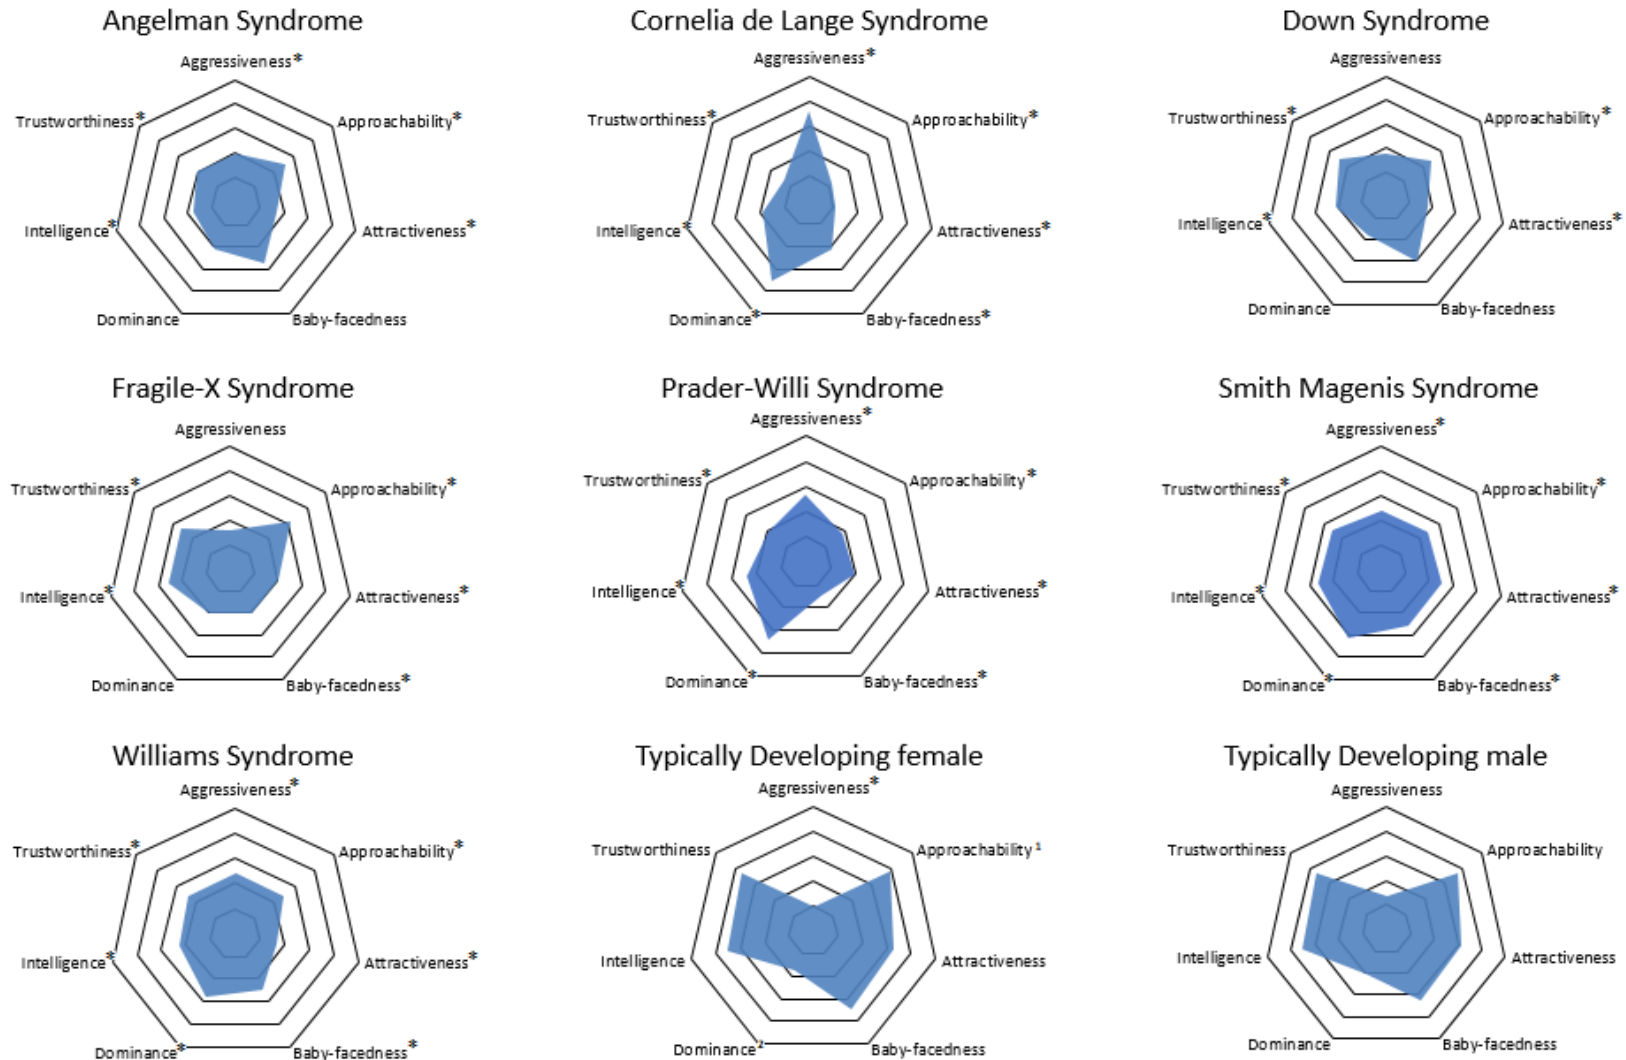 Angelman Syndrome
Aggressiveness*
Trustworthiness*
Approachability*
Intelligence*
Attractiveness*
Dominance
Baby-facedness
Cornelia de Lange Syndrome
Aggressiveness*
Trustworthiness*
Approachability*
Intelligence*
Attractiveness*
Dominance*
Baby-facedness*
Down Syndrome
Aggressiveness
Trustworthiness*
Approachability*
Intelligence*
Attractiveness*
Dominance
Baby-facedness
Fragile-X Syndrome
Aggressiveness
Trustworthiness*
Approachability*
Intelligence*
Attractiveness*
Dominance
Baby-facedness*
Prader-Willi Syndrome
Aggressiveness*
Trustworthiness*
Approachability*
Intelligence*
Attractiveness*
Dominance*
Baby-facedness*
Smith Magenis Syndrome
Aggressiveness*
Trustworthiness*
Approachability*
Intelligence*
Attractiveness*
Dominance*
Baby-facedness*
Williams Syndrome
Aggressiveness*
Trustworthiness*
Approachability*
Intelligence*
Attractiveness*
Dominance*
Baby-facedness*
Typically Developing female
Aggressiveness*
Trustworthiness
Approachability¹
Intelligence
Attractiveness
Dominance²
Baby-facedness
Typically Developing male
Aggressiveness
Trustworthiness
Approachability
Intelligence
Attractiveness
Dominance
Baby-facedness